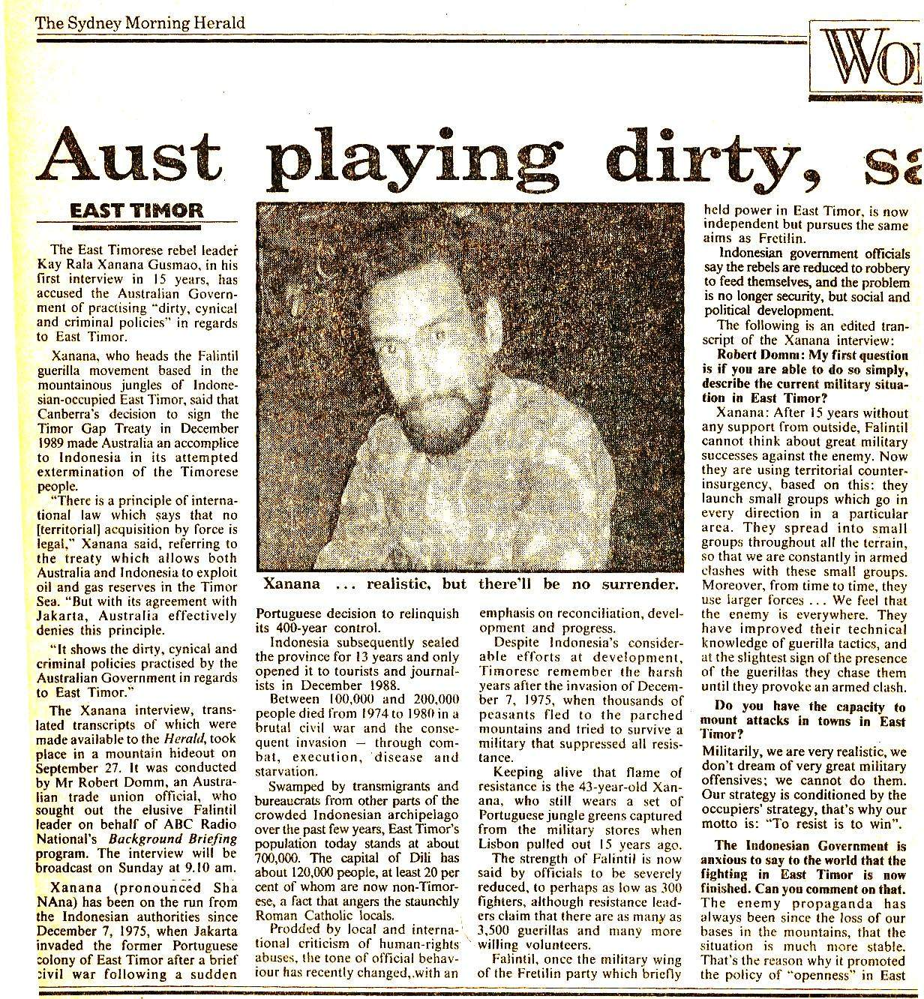 The Sydney Morning Herald
Wor
Aust playing dirty, sa
EAST TIMOR
The East Timorese rebel leader
Kay Rala Xanana Gusmao, in his
first interview in 15 years, has
accused the Australian Govern-
ment of practising “dirty, cynical
and criminal policies” in regards
to East Timor.
Xanana, who heads the Falintil
guerilla movement based in the
mountainous jungles of Indone-
sian-occupied East Timor, said that
Canberra's decision to sign the
Timor Gap Treaty in December
1989 made Australia an accomplice
to Indonesia in its attempted
extermination of the Timorese
people.
“There is a principle of interna-
tional law which says that no
[territorial] acquisition by force is
legal,” Xanana said, referring to
the treaty which allows both
Australia and Indonesia to exploit
oil and gas reserves in the Timor
Sea. “But with its agreement with
Jakarta, Australia effectively
denies this principle.
“It shows the dirty, cynical and
criminal policies practised by the
Australian Government in regards
to East Timor.”
The Xanana interview, trans-
lated transcripts of which were
made available to the Herald, took
place in a mountain hideout on
September 27. It was conducted
by Mr Robert Domm, an Austra-
lian trade union official, who
sought out the elusive Falintil
leader on behalf of ABC Radio
National's Background Briefing
program. The interview will be
broadcast on Sunday at 9.10 am.
Xanana (pronounced Sha
NAna) has been on the run from
the Indonesian authorities since
December 7, 1975, when Jakarta
invaded the former Portuguese
colony of East Timor after a brief
civil war following a sudden
Xanana ... realistic, but there'll be no surrender.
Portuguese decision to relinquish
its 400-year control.
Indonesia subsequently sealed
the province for 13 years and only
opened it to tourists and journal-
ists in December 1988.
Between 100,000 and 200,000
people died from 1974 to 1980 in a
brutal civil war and the conse-
quent invasion — through com-
bat, execution, disease and
starvation.
Swamped by transmigrants and
bureaucrats from other parts of the
crowded Indonesian archipelago
over the past few years, East Timor's
population today stands at about
700,000. The capital of Dili has
about 120,000 people, at least 20 per
cent of whom are now non-Timor-
ese, a fact that angers the staunchly
Roman Catholic locals.
Prodded by local and interna-
tional criticism of human-rights
abuses, the tone of official behav-
iour has recently changed, with an
emphasis on reconciliation, devel-
opment and progress.
Despite Indonesia's consider-
able efforts at development,
Timorese remember the harsh
years after the invasion of Decem-
ber 7, 1975, when thousands of
peasants fled to the parched
mountains and tried to survive a
military that suppressed all resis-
tance.
Keeping alive that flame of
resistance is the 43-year-old Xan-
ana, who still wears a set of
Portuguese jungle greens captured
from the military stores when
Lisbon pulled out 15 years ago.
The strength of Falintil is now
said by officials to be severely
reduced, to perhaps as low as 300
fighters, although resistance lead-
ers claim that there are as many as
3,500 guerillas and many more
willing volunteers.
Falintil, once the military wing
of the Fretilin party which briefly
held power in East Timor, is now
independent but pursues the same
aims as Fretilin.
Indonesian government officials
say the rebels are reduced to robbery
to feed themselves, and the problem
is no longer security, but social and
political development.
The following is an edited tran-
script of the Xanana interview:
Robert Domm: My first question
is if you are able to do so simply,
describe the current military situa-
tion in East Timor?
Xanana: After 15 years without
any support from outside, Falintil
cannot think about great military
successes against the enemy. Now
they are using territorial counter-
insurgency, based on this: they
launch small groups which go in
every direction in a particular
area. They spread into small
groups throughout all the terrain,
so that we are constantly in armed
clashes with these small groups.
Moreover, from time to time, they
use larger forces ... We feel that
the enemy is everywhere. They
have improved their technical
knowledge of guerilla tactics, and
at the slightest sign of the presence
of the guerillas they chase them
until they provoke an armed clash.
Do you have the capacity to
mount attacks in towns in East
Timor?
Militarily, we are very realistic, we
don't dream of very great military
offensives; we cannot do them.
Our strategy is conditioned by the
occupiers' strategy, that's why our
motto is: “To resist is to win”.
The Indonesian Government is
anxious to say to the world that the
fighting in East Timor is now
finished. Can you comment on that.
The enemy propaganda has
always been since the loss of our
bases in the mountains, that the
situation is much more stable.
That's the reason why it promoted
the policy of “openness” in East